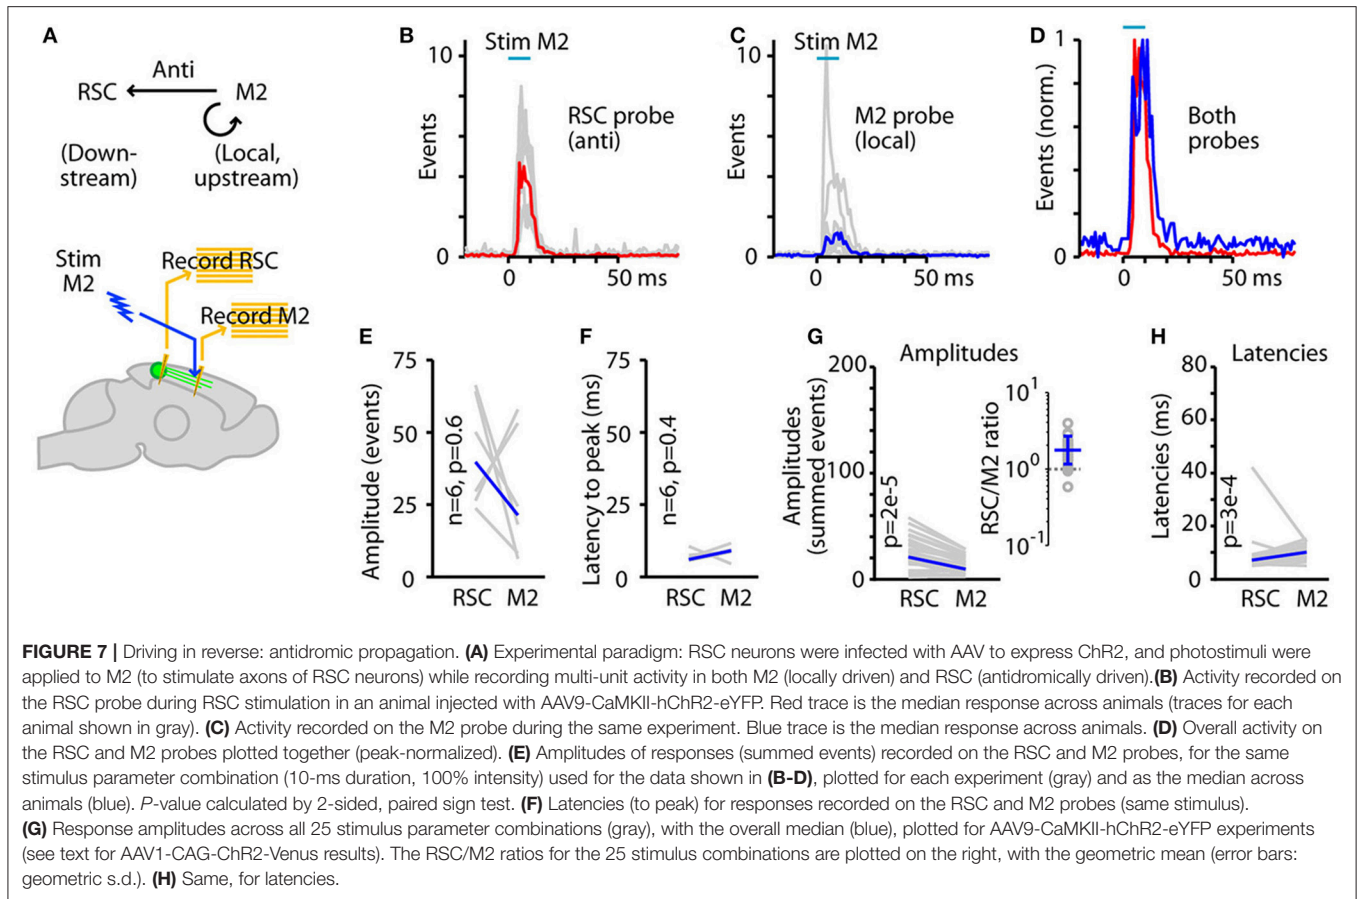 A
Anti
RSC
M2
(Down-
stream)
(Local,
upstream)
Stim
M2
Record RSC
Record M2
B
Stim M2
10
Events
0
RSC probe
(anti)
0
50 ms
C
Stim M2
10
Events
0
M2 probe
(local)
0
50 ms
D
1
Events (norm.)
0
Both
probes
0
50 ms
E
75
50
25
0
Amplitude (events)
n=6, p=0.6
RSC M2
F
75
50
25
0
Latency to peak (ms)
n=6, p=0.4
RSC M2
G
Amplitudes
200
100
0
Amplitudes
(summed events)
p=2e-5
RSC M2
RSC/M2 ratio
10¹
10⁰
10⁻¹
H
Latencies
80
60
40
20
0
Latencies (ms)
p=3e-4
RSC M2
FIGURE 7 | Driving in reverse: antidromic propagation. (A) Experimental paradigm: RSC neurons were infected with AAV to express ChR2, and photostimuli were
applied to M2 (to stimulate axons of RSC neurons) while recording multi-unit activity in both M2 (locally driven) and RSC (antidromically driven).(B) Activity recorded on
the RSC probe during RSC stimulation in an animal injected with AAV9-CaMKII-hChR2-eYFP. Red trace is the median response across animals (traces for each
animal shown in gray). (C) Activity recorded on the M2 probe during the same experiment. Blue trace is the median response across animals. (D) Overall activity on
the RSC and M2 probes plotted together (peak-normalized). (E) Amplitudes of responses (summed events) recorded on the RSC and M2 probes, for the same
stimulus parameter combination (10-ms duration, 100% intensity) used for the data shown in (B-D), plotted for each experiment (gray) and as the median across
animals (blue). P-value calculated by 2-sided, paired sign test. (F) Latencies (to peak) for responses recorded on the RSC and M2 probes (same stimulus).
(G) Response amplitudes across all 25 stimulus parameter combinations (gray), with the overall median (blue), plotted for AAV9-CaMKII-hChR2-eYFP experiments
(see text for AAV1-CAG-ChR2-Venus results). The RSC/M2 ratios for the 25 stimulus combinations are plotted on the right, with the geometric mean (error bars:
geometric s.d.). (H) Same, for latencies.